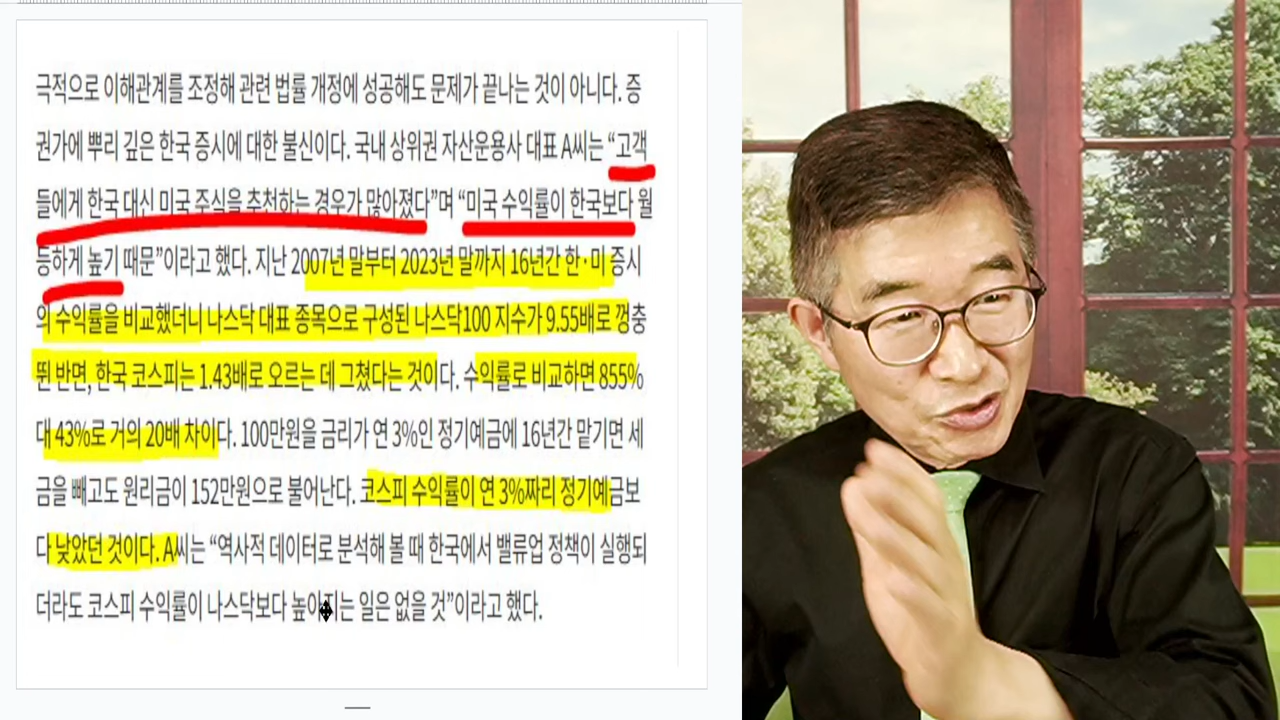 극적으로 이해관계를 조정해 관련 법률 개정에 성공해도 문제가 끝나는 것이 아니다. 증
권가에 뿌리 깊은 한국 증시에 대한 불신이다. 국내 상위권 자산운용사 대표 A씨는 “고객
들에게 한국 대신 미국 주식을 추천하는 경우가 많아졌다”며 “미국 수익률이 한국보다 월
등하게 높기 때문”이라고 했다. 지난 2007년 말부터 2023년 말까지 16년간 한·미 증시
의 수익률을 비교했더니 나스닥 대표 종목으로 구성된 나스닥100 지수가 9.55배로 껑충
뛴 반면, 한국 코스피는 1.43배로 오르는 데 그쳤다는 것이다. 수익률로 비교하면 855%
대 43%로 거의 20배 차이다. 100만원을 금리가 연 3%인 정기예금에 16년간 맡기면 세
금을 빼고도 원리금이 152만원으로 불어난다. 코스피 수익률이 연 3%짜리 정기예금보
다 낮았던 것이다. A씨는 “역사적 데이터로 분석해 볼 때 한국에서 밸류업 정책이 실행되
더라도 코스피 수익률이 나스닥보다 높아지는 일은 없을 것”이라고 했다.